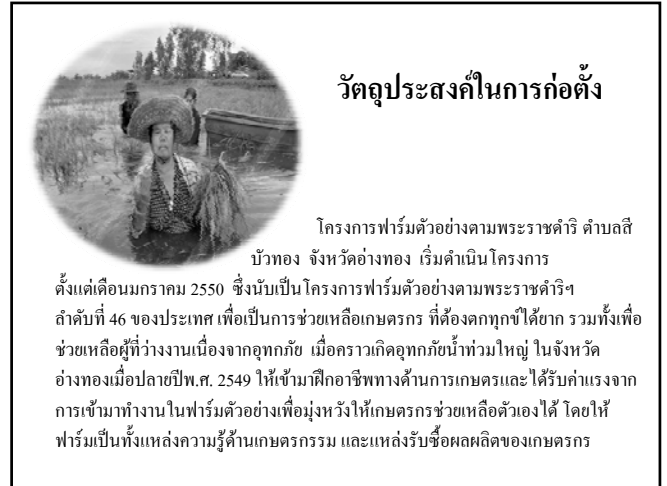 วัตถุประสงค์ในการก่อตั้ง
โครงการฟาร์มตัวอย่างตามพระราชดำริ ตำบลสี
บัวทอง จังหวัดอ่างทอง เริ่มดำเนินโครงการ
ตั้งแต่เดือนมกราคม 2550 ซึ่งนับเป็นโครงการฟาร์มตัวอย่างตามพระราชดำริฯ
ลำดับที่ 46 ของประเทศ เพื่อเป็นการช่วยเหลือเกษตรกร ที่ต้องตกทุกข์ได้ยาก รวมทั้งเพื่อ
ช่วยเหลือผู้ที่ว่างงานเนื่องจากอุทกภัย เมื่อคราวเกิดอุทกภัยน้ำท่วมใหญ่ ในจังหวัด
อ่างทองเมื่อปลายปีพ.ศ. 2549 ให้เข้ามาฝึกอาชีพทางด้านการเกษตรและได้รับค่าแรงจาก
การเข้ามาทำงานในฟาร์มตัวอย่างเพื่อมุ่งหวังให้เกษตรกรช่วยเหลือตัวเองได้ โดยให้
ฟาร์มเป็นทั้งแหล่งความรู้ด้านเกษตรกรรม และแหล่งรับซื้อผลผลิตของเกษตรกร